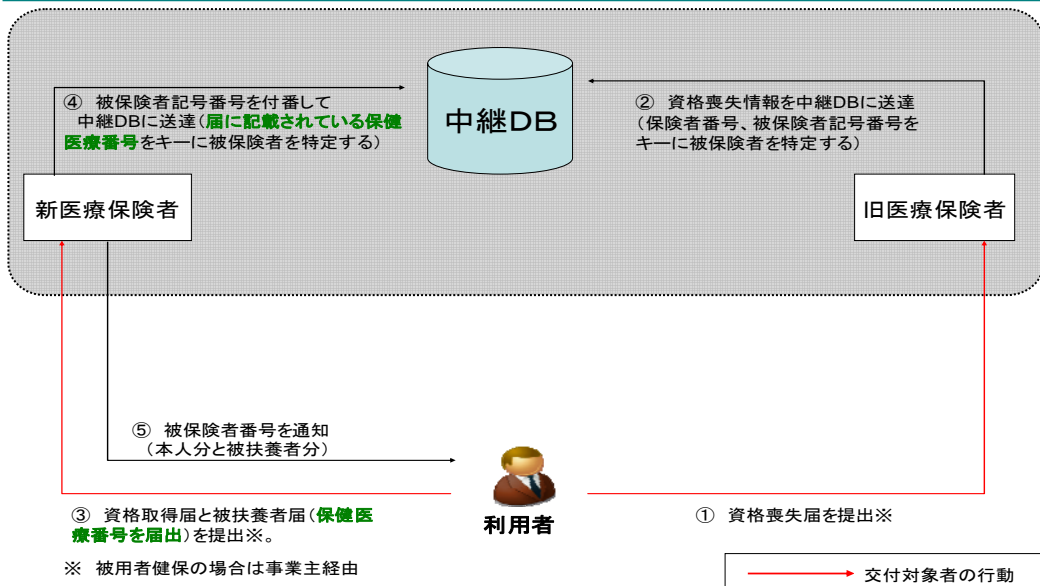 ④ 被保険者記号番号を付番して
中継DBに送達(届に記載されている保健
医療番号をキーに被保険者を特定する)
中継DB
② 資格喪失情報を中継DBに送達
(保険者番号、被保険者記号番号を
キーに被保険者を特定する)
新医療保険者
旧医療保険者
⑤ 被保険者番号を通知
(本人分と被扶養者分)
利用者
③ 資格取得届と被扶養者届(保健医
療番号を届出)を提出※。
① 資格喪失届を提出※
※ 被用者健保の場合は事業主経由
交付対象者の行動